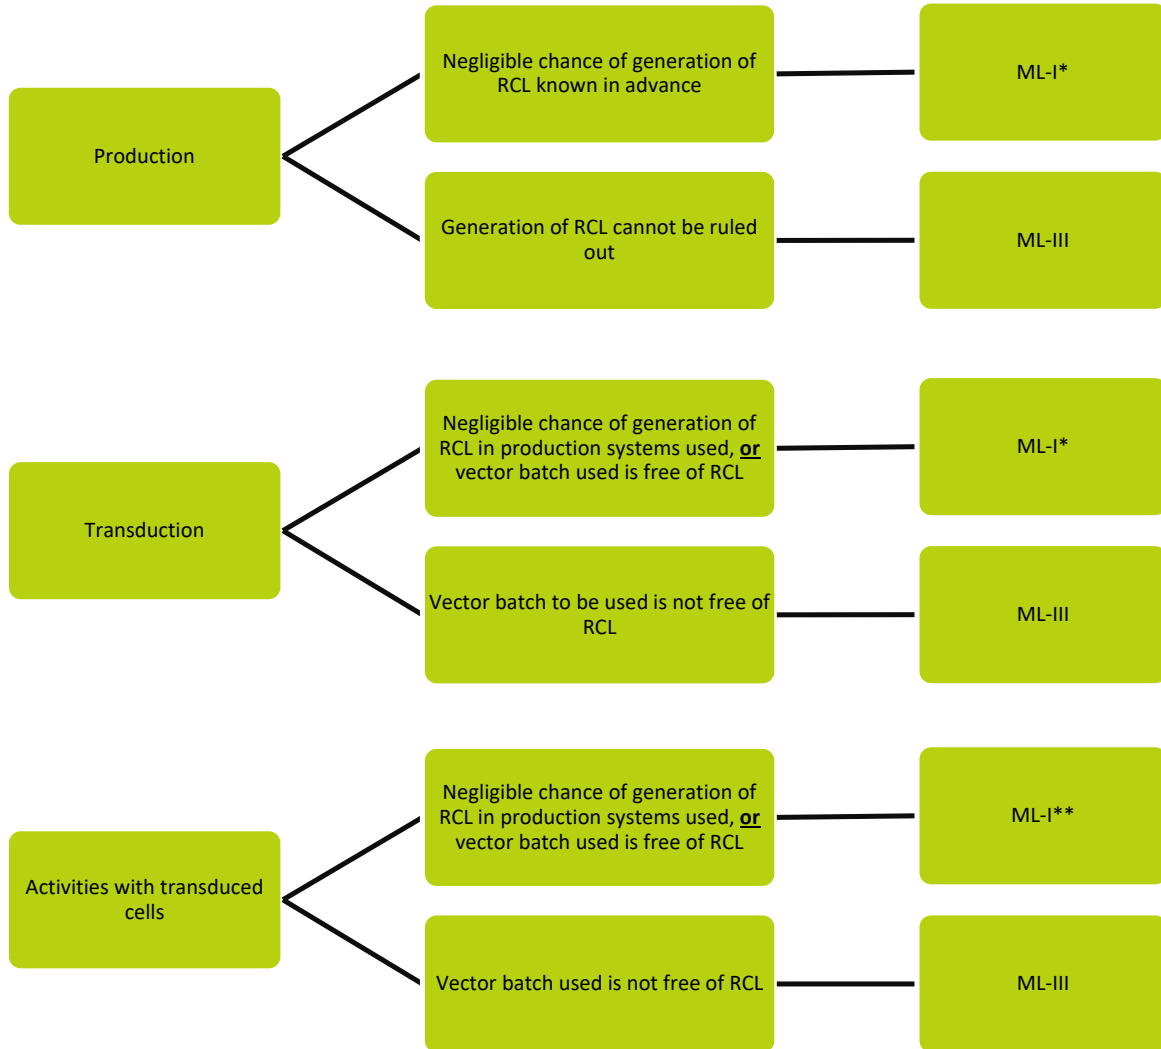 Negligible chance of generation of
RCL known in advance
ML-I*
Production
Generation of RCL cannot be ruled
out
ML-III
Negligible chance of generation of
RCL in production systems used, or
vector batch used is free of RCL
ML-I*
Transduction
Vector batch to be used is not free of
RCL
ML-III
Negligible chance of generation of
RCL in production systems used, or
vector batch used is free of RCL
ML-I**
Activities with transduced
cells
Vector batch used is not free of RCL
ML-III